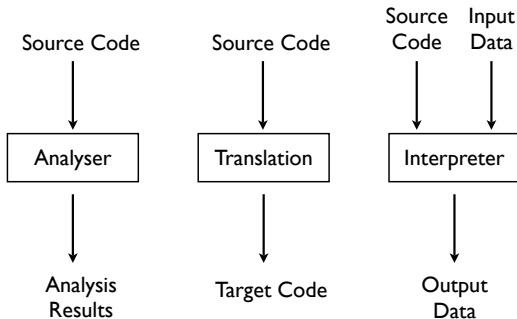 Source Code
Source Code
Source
Code
Input
Data
Analyser
Translation
Interpreter
Analysis
Results
Target Code
Output
Data